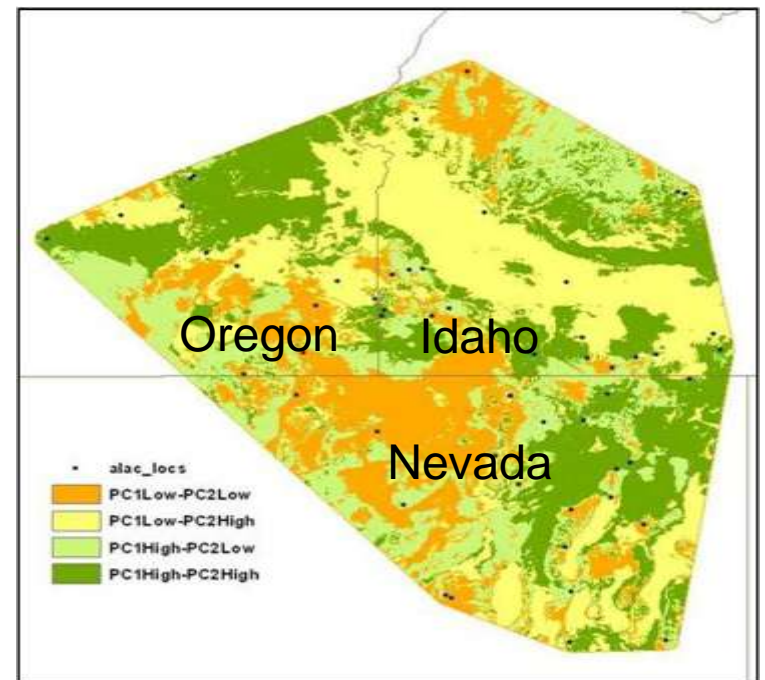 Oregon Idaho
Nevada
alac_locs
PC1Low-PC2Low
PC1Low-PC2High
PC1High-PC2Low
PC1High-PC2High